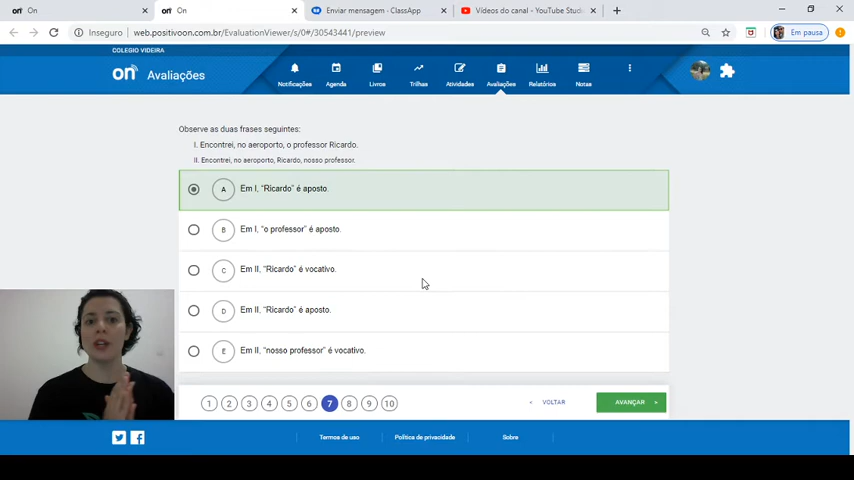 On
On
Enviar mensagem - ClassApp
Vídeos do canal - YouTube Stud
Inseguro
web.positivoon.com.br/EvaluationViewer/s/0#/30543441/preview
Em pausa
COLEGIO VIDEIRA
on
Avaliações
Notificações
Agenda
Livros
Trilhas
Atividades
Avaliações
Relatórios
Notas
Observe as duas frases seguintes:
I. Encontrei, no aeroporto, o professor Ricardo.
II. Encontrei, no aeroporto, Ricardo, nosso professor.
A Em I, “Ricardo” é aposto.
B Em I, “o professor” é aposto.
C Em II, “Ricardo” é vocativo.
D Em II, “Ricardo” é aposto.
E Em II, “nosso professor” é vocativo.
1 2 3 4 5 6 7 8 9 10
VOLTAR
AVANÇAR
Termos de uso
Política de privacidade
Sobre